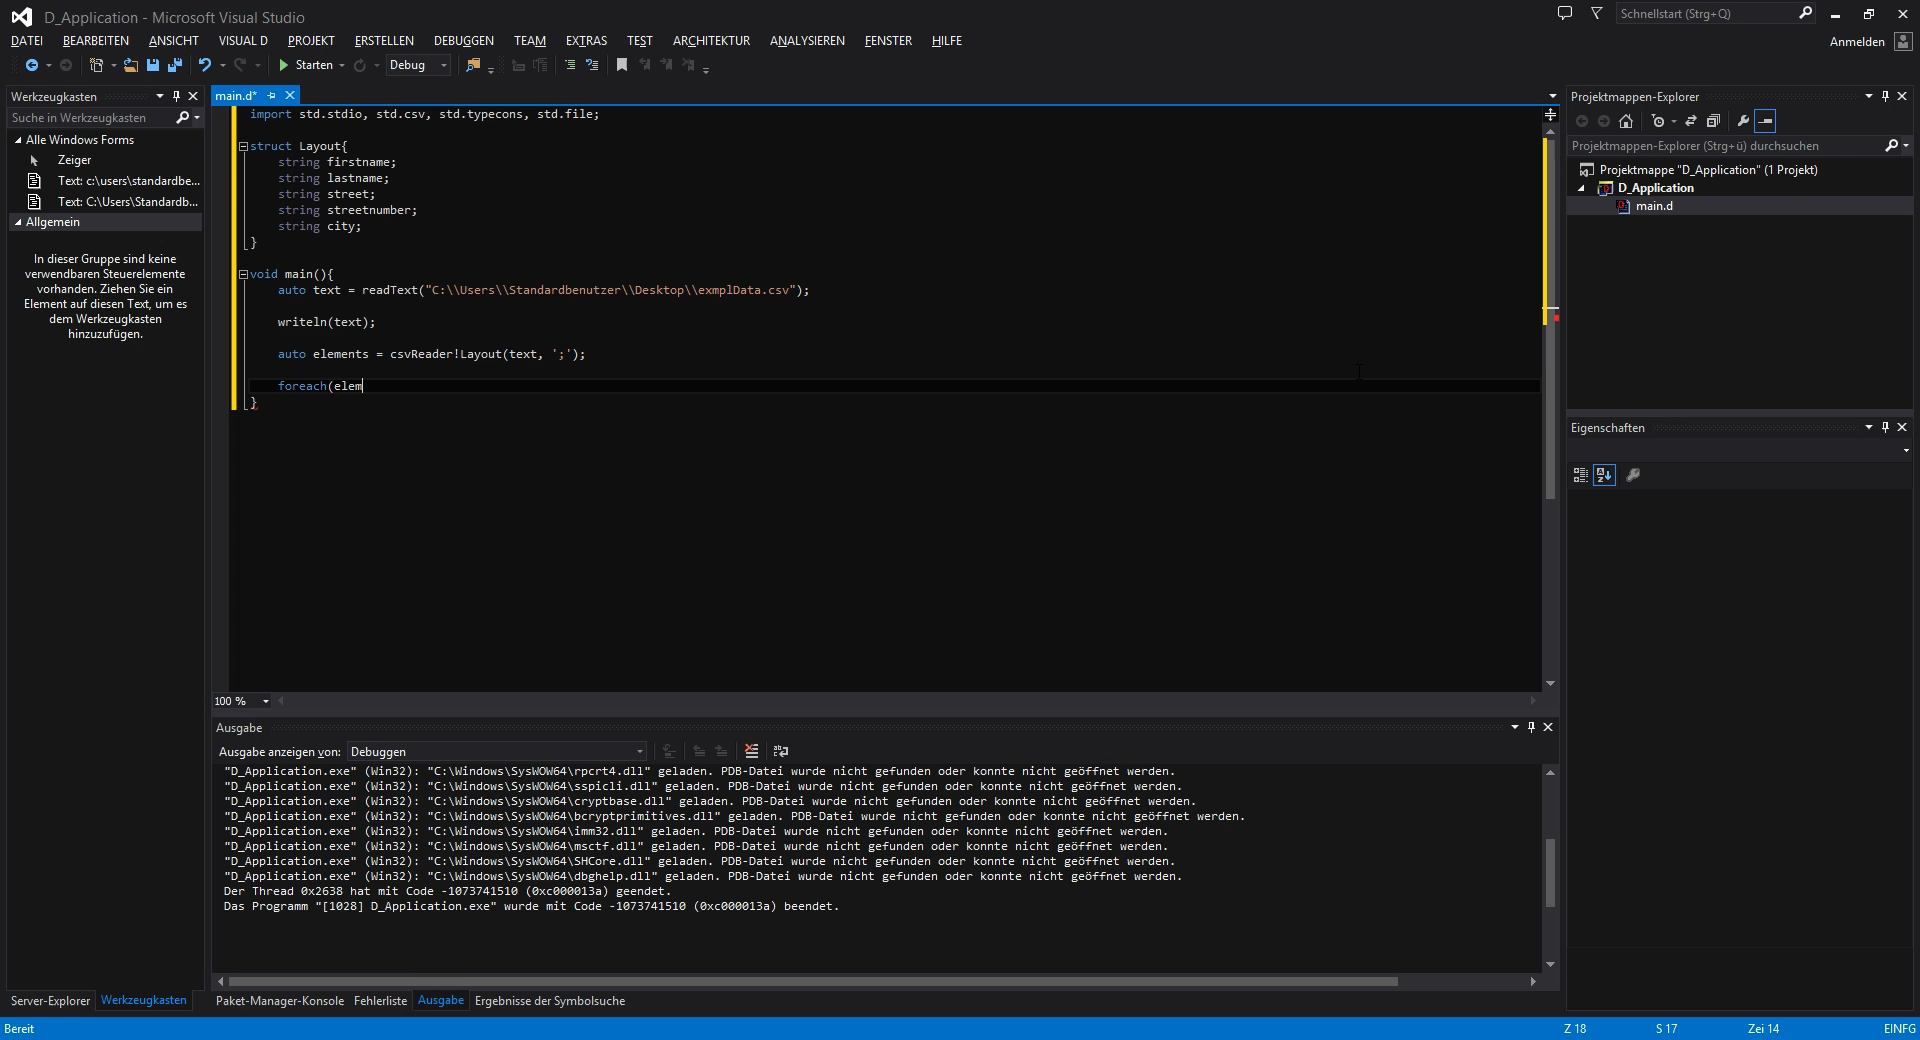 D_Application - Microsoft Visual Studio
Schnellstart (Strg+Q)
DATEI BEARBEITEN ANSICHT VISUAL D PROJEKT ERSTELLEN DEBUGGEN TEAM EXTRAS TEST ARCHITEKTUR ANALYSIEREN FENSTER HILFE
Anmelden
Starten Debug
Werkzeugkasten
Suche in Werkzeugkasten
Alle Windows Forms
Zeiger
Text: c:\users\standardbe...
Text: C:\Users\Standardb...
Allgemein
In dieser Gruppe sind keine
verwendbaren Steuerelemente
vorhanden. Ziehen Sie ein
Element auf diesen Text, um es
dem Werkzeugkasten
hinzuzufügen.
main.d*
import std.stdio, std.csv, std.typecons, std.file;
struct Layout{
string firstname;
string lastname;
string street;
string streetnumber;
string city;
}
void main(){
auto text = readText("C:\\Users\\Standardbenutzer\\Desktop\\exmplData.csv");
writeln(text);
auto elements = csvReader!Layout(text, ';');
foreach(elem
}
100 %
Projektmappen-Explorer
Projektmappen-Explorer (Strg+ü) durchsuchen
Projektmappe "D_Application" (1 Projekt)
D_Application
main.d
Eigenschaften
Ausgabe
Ausgabe anzeigen von: Debuggen
"D_Application.exe" (Win32): "C:\Windows\SysWOW64\rpcrt4.dll" geladen. PDB-Datei wurde nicht gefunden oder konnte nicht geöffnet werden.
"D_Application.exe" (Win32): "C:\Windows\SysWOW64\sspicli.dll" geladen. PDB-Datei wurde nicht gefunden oder konnte nicht geöffnet werden.
"D_Application.exe" (Win32): "C:\Windows\SysWOW64\cryptbase.dll" geladen. PDB-Datei wurde nicht gefunden oder konnte nicht geöffnet werden.
"D_Application.exe" (Win32): "C:\Windows\SysWOW64\bcryptprimitives.dll" geladen. PDB-Datei wurde nicht gefunden oder konnte nicht geöffnet werden.
"D_Application.exe" (Win32): "C:\Windows\SysWOW64\imm32.dll" geladen. PDB-Datei wurde nicht gefunden oder konnte nicht geöffnet werden.
"D_Application.exe" (Win32): "C:\Windows\SysWOW64\msctf.dll" geladen. PDB-Datei wurde nicht gefunden oder konnte nicht geöffnet werden.
"D_Application.exe" (Win32): "C:\Windows\SysWOW64\SHCore.dll" geladen. PDB-Datei wurde nicht gefunden oder konnte nicht geöffnet werden.
"D_Application.exe" (Win32): "C:\Windows\SysWOW64\dbghelp.dll" geladen. PDB-Datei wurde nicht gefunden oder konnte nicht geöffnet werden.
Der Thread 0x2638 hat mit Code -1073741510 (0xc000013a) geendet.
Das Programm "[1028] D_Application.exe" wurde mit Code -1073741510 (0xc000013a) beendet.
Server-Explorer Werkzeugkasten
Paket-Manager-Konsole Fehlerliste Ausgabe Ergebnisse der Symbolsuche
Bereit
Z 18 S 17 Zei 14 EINFG